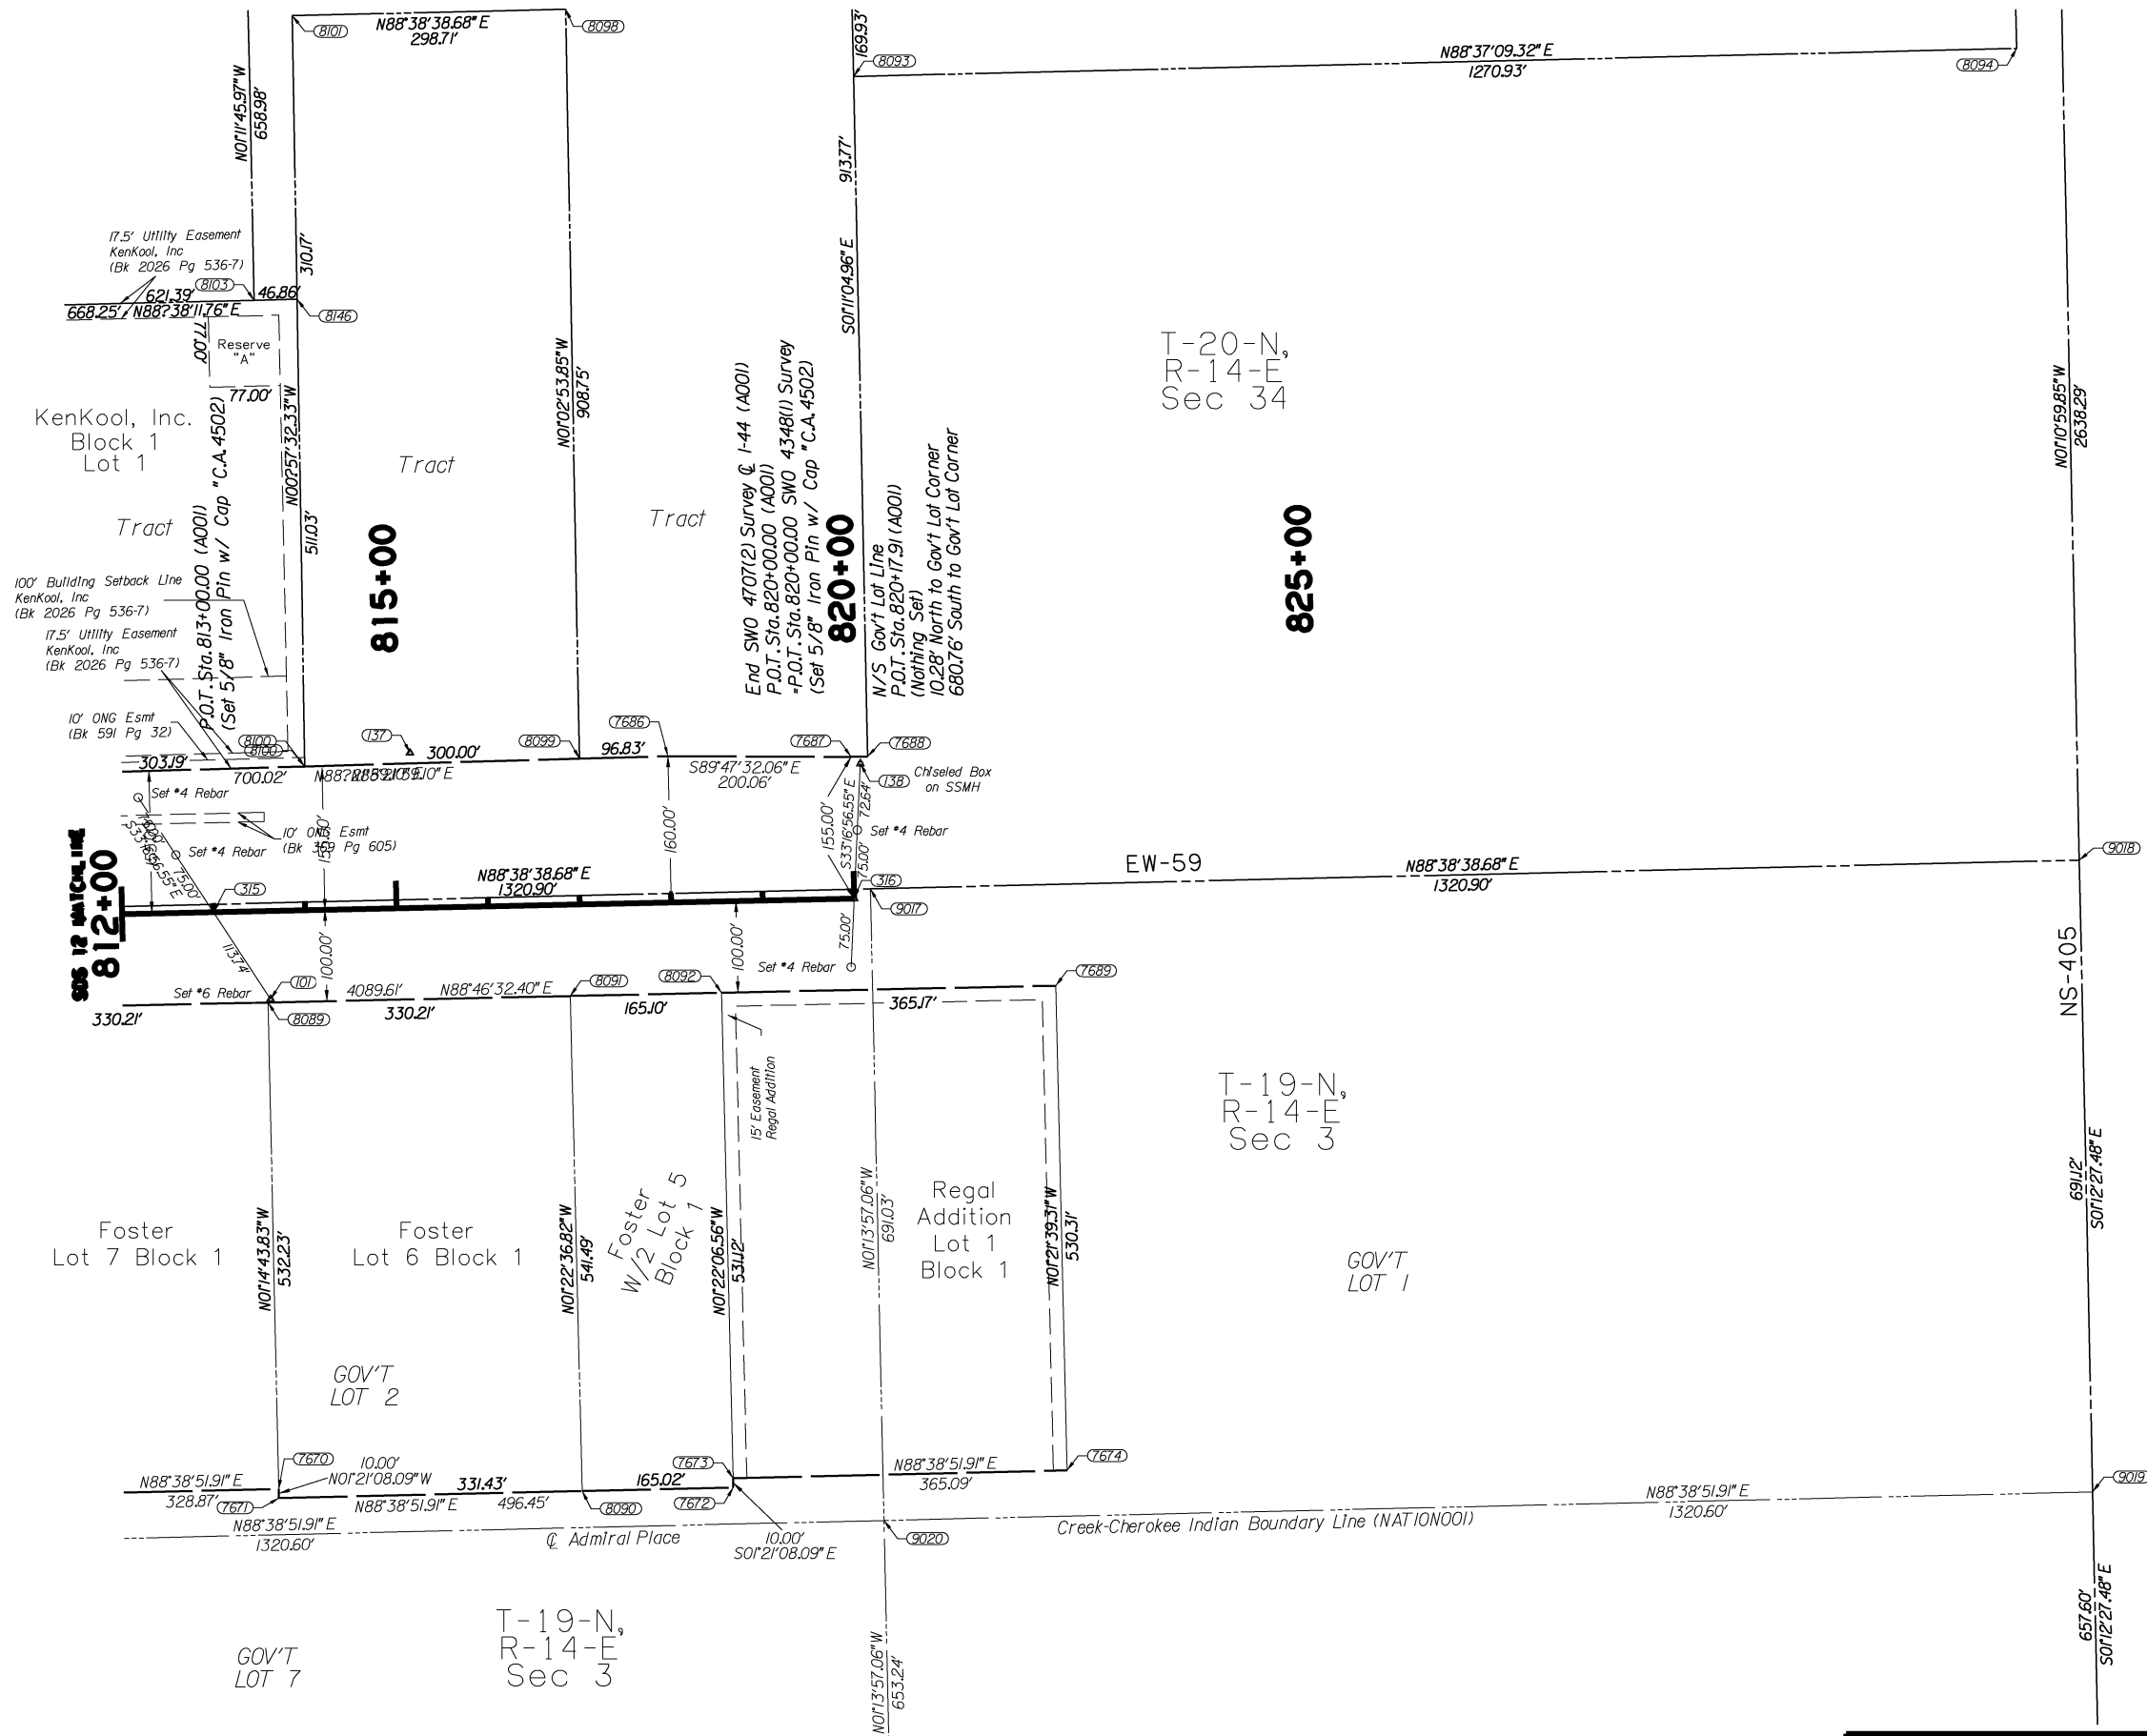 N88°38'38.68" E
298.71'
8101
8098
169.93'
8093
N88°37'09.32" E
1270.93'
8094
N01°11'45.97"W
658.98'
310.17'
913.77'
S01°11'04.96" E
17.5' Utility Easement
KenKool, Inc
(Bk 2026 Pg 536-7)
8103
621.39'
46.86'
668.25'
N88?38'11.76" E
8146
77.00'
Reserve
"A"
77.00'
N00?57'32.33"W
511.03'
N01°02'53.85"W
908.75'
T-20-N,
R-14-E
Sec 34
N01°10'59.85"W
2638.29'
KenKool, Inc.
Block 1
Lot 1
Tract
Tract
Tract
P.O.T. Sta.813+00.00 (A001)
(Set 5/8" Iron Pin w/ Cap "C.A.4502)
815+00
End SWO 4707(2) Survey ℄ I-44 (A001)
P.O.T. Sta.820+00.00 (A001)
=P.O.T. Sta.820+00.00 SWO 4348(1) Survey
(Set 5/8" Iron Pin w/ Cap "C.A.4502)
820+00
N/S Gov't Lot Line
P.O.T. Sta.820+17.91 (A001)
(Nothing Set)
10.28' North to Gov't Lot Corner
680.76' South to Gov't Lot Corner
825+00
100' Building Setback Line
KenKool, Inc
(Bk 2026 Pg 536-7)
17.5' Utility Easement
KenKool, Inc
(Bk 2026 Pg 536-7)
10' ONG Esmt
(Bk 591 Pg 32)
8100
8100
137
300.00'
8099
96.83'
7686
7687
7688
303.19'
700.02'
S89°47'32.06" E
200.06'
138
Chiseled Box
on SSMH
Set #4 Rebar
10' ONG Esmt
(Bk 359 Pg 605)
Set #4 Rebar
75.00'
155.00'
160.00'
155.00'
S33°16'56.55" E
72.64'
Set #4 Rebar
75.00'
812+00
315
N88°38'38.68" E
1320.90'
316
9017
EW-59
N88°38'38.68" E
1320.90'
9018
113.74'
100.00'
100.00'
75.00'
Set #4 Rebar
NS-405
Set #6 Rebar
101
4089.61'
N88°46'32.40" E
8091
8092
7689
330.21'
8089
330.21'
165.10'
365.17'
15' Easement
Regal Addition
T-19-N,
R-14-E
Sec 3
691.12'
S01°12'27.48" E
Foster
Lot 7 Block 1
N01°14'43.83"W
532.23'
Foster
Lot 6 Block 1
N01°22'36.82"W
541.49'
Foster
W/2 Lot 5
Block 1
N01°22'06.56"W
531.12'
N01°13'57.06"W
691.03'
Regal
Addition
Lot 1
Block 1
N01°21'39.31"W
530.31'
GOV'T
LOT 1
GOV'T
LOT 2
7670
10.00'
N01°21'08.09"W
N88°38'51.91" E
328.87'
7671
331.43'
N88°38'51.91" E
496.45'
8090
165.02'
7673
7672
N88°38'51.91" E
365.09'
7674
9019
N88°38'51.91" E
1320.60'
℄ Admiral Place
10.00'
S01°21'08.09" E
9020
Creek-Cherokee Indian Boundary Line (NATION001)
N88°38'51.91" E
1320.60'
T-19-N,
R-14-E
Sec 3
GOV'T
LOT 7
N01°13'57.06"W
653.24'
657.60'
S01°12'27.48" E